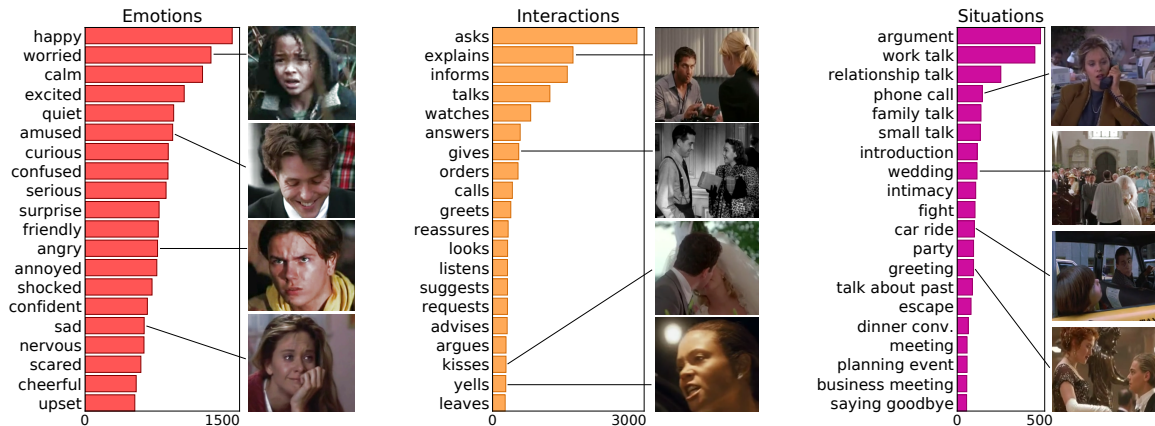 Emotions
happy
worried
calm
excited
quiet
amused
curious
confused
serious
surprise
friendly
angry
annoyed
shocked
confident
sad
nervous
scared
cheerful
upset
0 1500
Interactions
asks
explains
informs
talks
watches
answers
gives
orders
calls
greets
reassures
looks
listens
suggests
requests
advises
argues
kisses
yells
leaves
0 3000
Situations
argument
work talk
relationship talk
phone call
family talk
small talk
introduction
wedding
intimacy
fight
car ride
party
greeting
talk about past
escape
dinner conv.
meeting
planning event
business meeting
saying goodbye
0 500